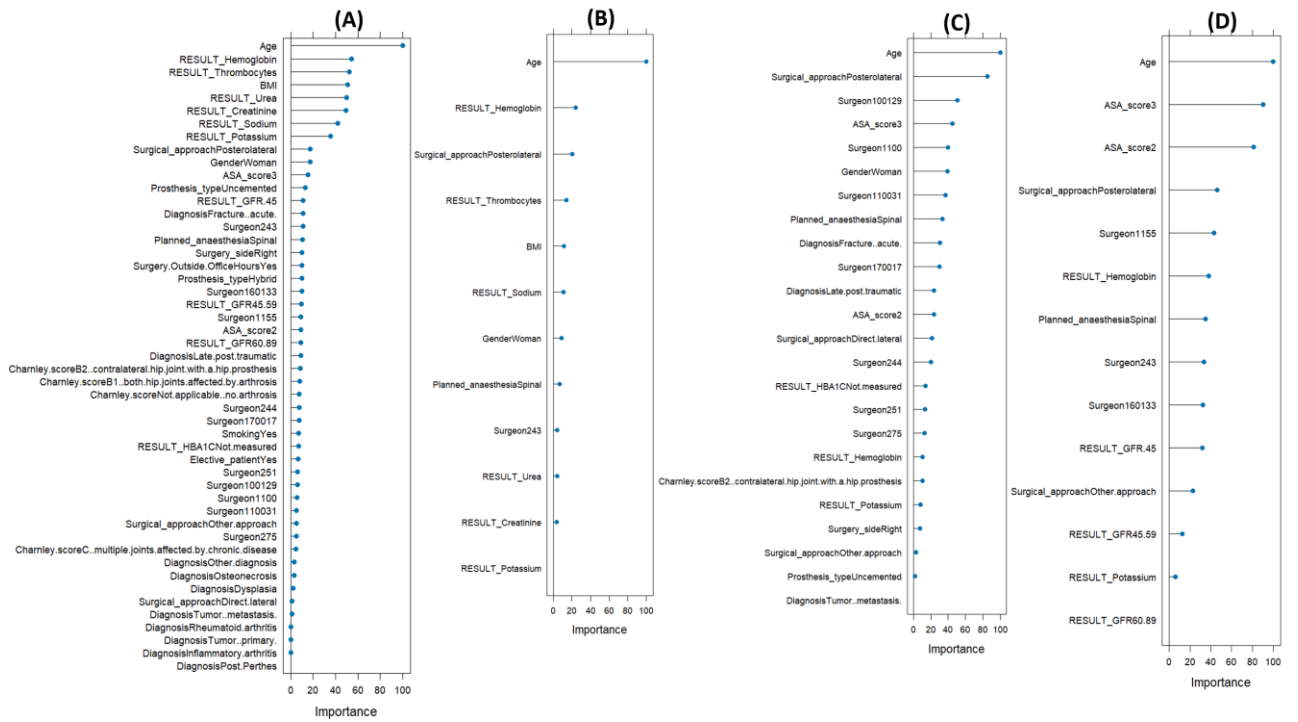 (A)
Age
RESULT_Hemoglobin
RESULT_Thrombocytes
BMI
RESULT_Urea
RESULT_Creatinine
RESULT_Sodium
RESULT_Potassium
Surgical_approachPosterolateral
GenderWoman
ASA_score3
Prosthesis_typeUncemented
RESULT_GFR.45
DiagnosisFracture..acute.
Surgeon243
Planned_anaesthesiaSpinal
Surgery_sideRight
Surgery.Outside.OfficeHoursYes
Prosthesis_typeHybrid
Surgeon160133
RESULT_GFR45.59
Surgeon1155
ASA_score2
RESULT_GFR60.89
DiagnosisLate.post.traumatic
Charnley.scoreB2..contralateral.hip.joint.with.a.hip.prosthesis
Charnley.scoreB1..both.hip.joints.affected.by.arthrosis
Charnley.scoreNot.applicable..no.arthrosis
Surgeon244
Surgeon170017
SmokingYes
RESULT_HBA1CNot.measured
Elective_patientYes
Surgeon251
Surgeon100129
Surgeon1100
Surgeon110031
Surgical_approachOther.approach
Surgeon275
Charnley.scoreC..multiple.joints.affected.by.chronic.disease
DiagnosisOther.diagnosis
DiagnosisOsteonecrosis
DiagnosisDysplasia
Surgical_approachDirect.lateral
DiagnosisTumor..metastasis.
DiagnosisRheumatoid.arthritis
DiagnosisTumor..primary.
DiagnosisInflammatory.arthritis
DiagnosisPost.Perthes
0 20 40 60 80 100
Importance
(B)
Age
RESULT_Hemoglobin
Surgical_approachPosterolateral
RESULT_Thrombocytes
BMI
RESULT_Sodium
GenderWoman
Planned_anaesthesiaSpinal
Surgeon243
RESULT_Urea
RESULT_Creatinine
RESULT_Potassium
0 20 40 60 80 100
Importance
(C)
Age
Surgical_approachPosterolateral
Surgeon100129
ASA_score3
Surgeon1100
GenderWoman
Surgeon110031
Planned_anaesthesiaSpinal
DiagnosisFracture..acute.
Surgeon170017
DiagnosisLate.post.traumatic
ASA_score2
Surgical_approachDirect.lateral
Surgeon244
RESULT_HBA1CNot.measured
Surgeon251
Surgeon275
RESULT_Hemoglobin
Charnley.scoreB2..contralateral.hip.joint.with.a.hip.prosthesis
RESULT_Potassium
Surgery_sideRight
Surgical_approachOther.approach
Prosthesis_typeUncemented
DiagnosisTumor..metastasis.
0 20 40 60 80 100
Importance
(D)
Age
ASA_score3
ASA_score2
Surgical_approachPosterolateral
Surgeon1155
RESULT_Hemoglobin
Planned_anaesthesiaSpinal
Surgeon243
Surgeon160133
RESULT_GFR.45
Surgical_approachOther.approach
RESULT_GFR45.59
RESULT_Potassium
RESULT_GFR60.89
0 20 40 60 80 100
Importance